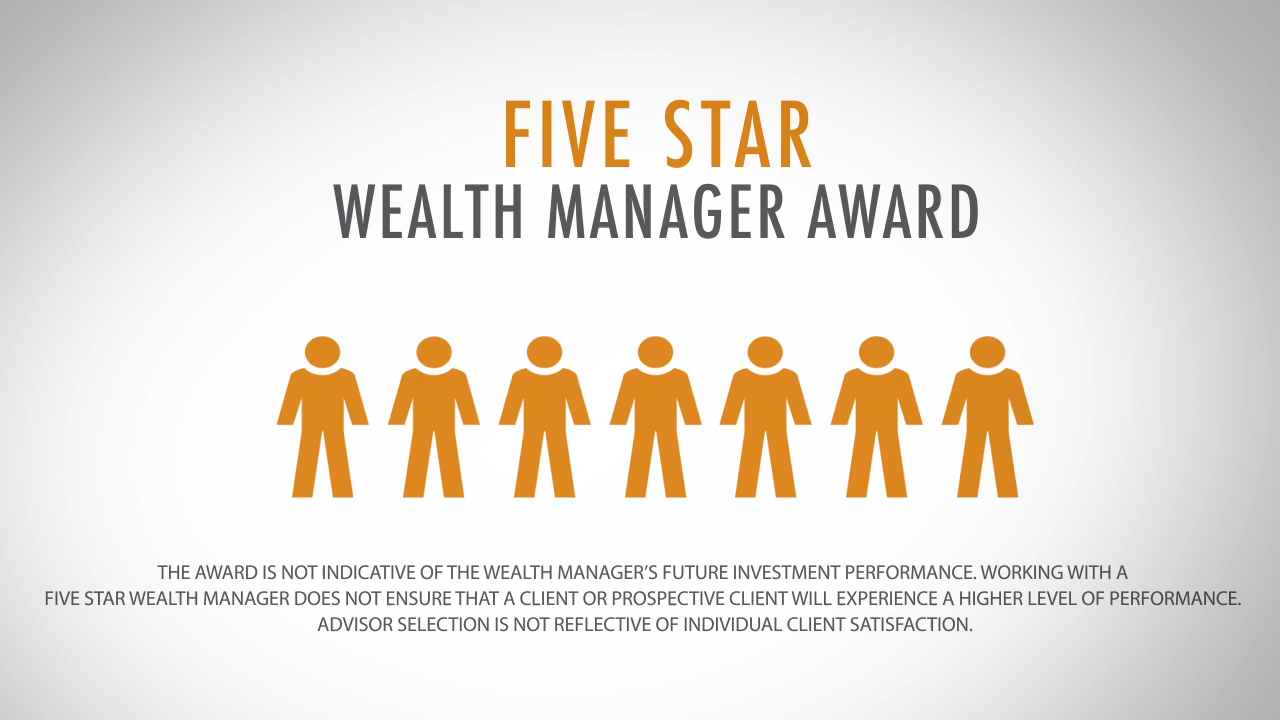 FIVE STAR
WEALTH MANAGER AWARD
THE AWARD IS NOT INDICATIVE OF THE WEALTH MANAGER’S FUTURE INVESTMENT PERFORMANCE. WORKING WITH A
FIVE STAR WEALTH MANAGER DOES NOT ENSURE THAT A CLIENT OR PROSPECTIVE CLIENT WILL EXPERIENCE A HIGHER LEVEL OF PERFORMANCE.
ADVISOR SELECTION IS NOT REFLECTIVE OF INDIVIDUAL CLIENT SATISFACTION.